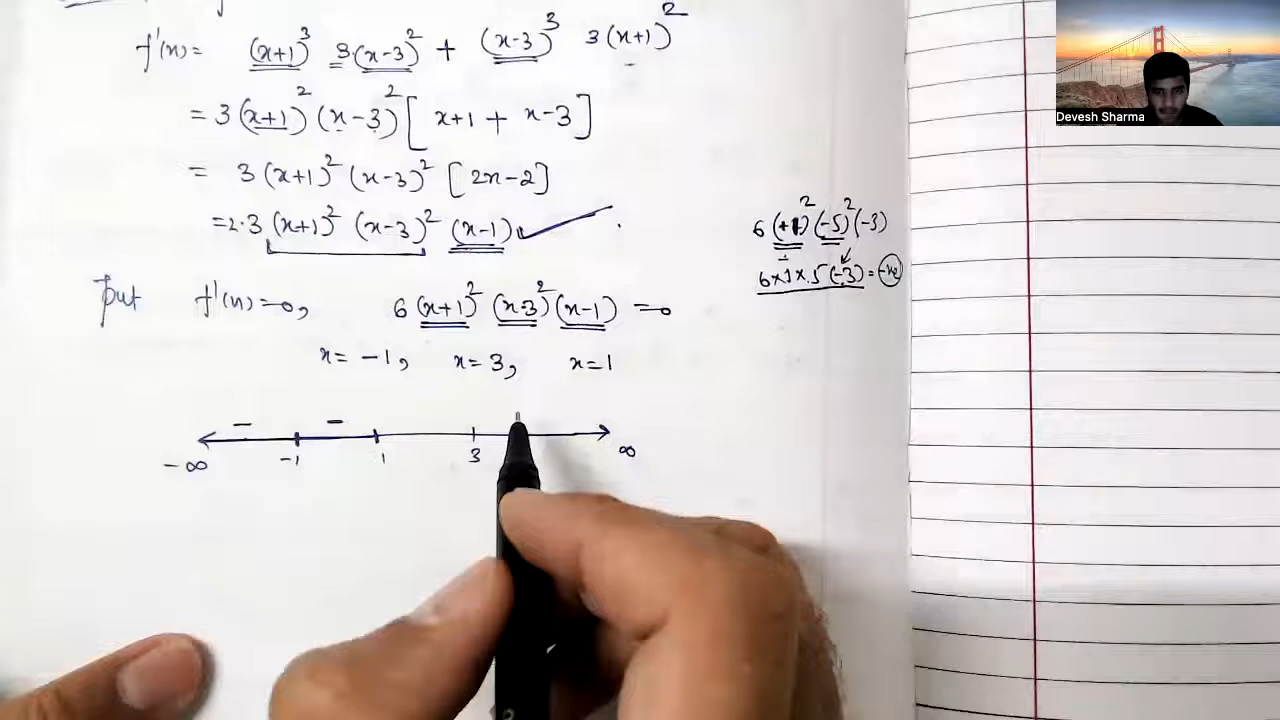 f'(x) = (x+1)³ 3(x-3)² + (x-3)³ 3(x+1)²
= 3(x+1)² (x-3)² [ x+1 + x-3 ]
= 3(x+1)² (x-3)² [2x-2]
= 2·3 (x+1)² (x-3)² (x-1)
put f'(x) = 0, 6(x+1)² (x-3)² (x-1) = 0
x = -1, x = 3, x = 1
- -
-∞ -1 1 3 ∞
6(+1)² (-5)² (-3)
6×1×5(-3) = -ve
Devesh Sharma